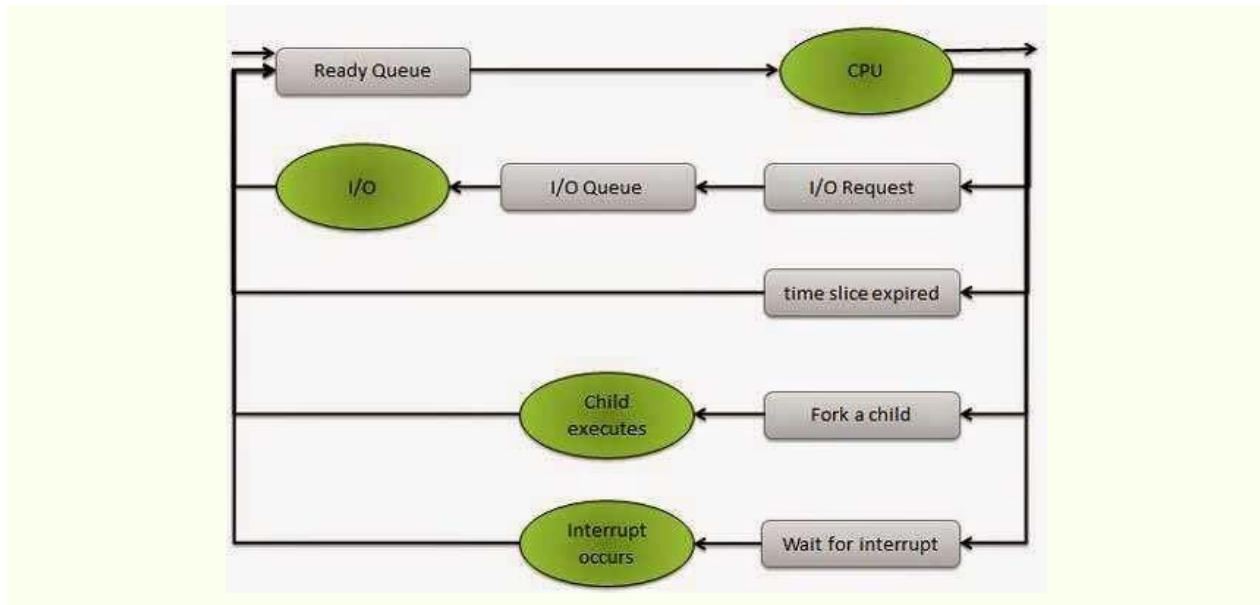 Ready Queue
CPU
I/O
I/O Queue
I/O Request
time slice expired
Child
executes
Fork a child
Interrupt
occurs
Wait for interrupt